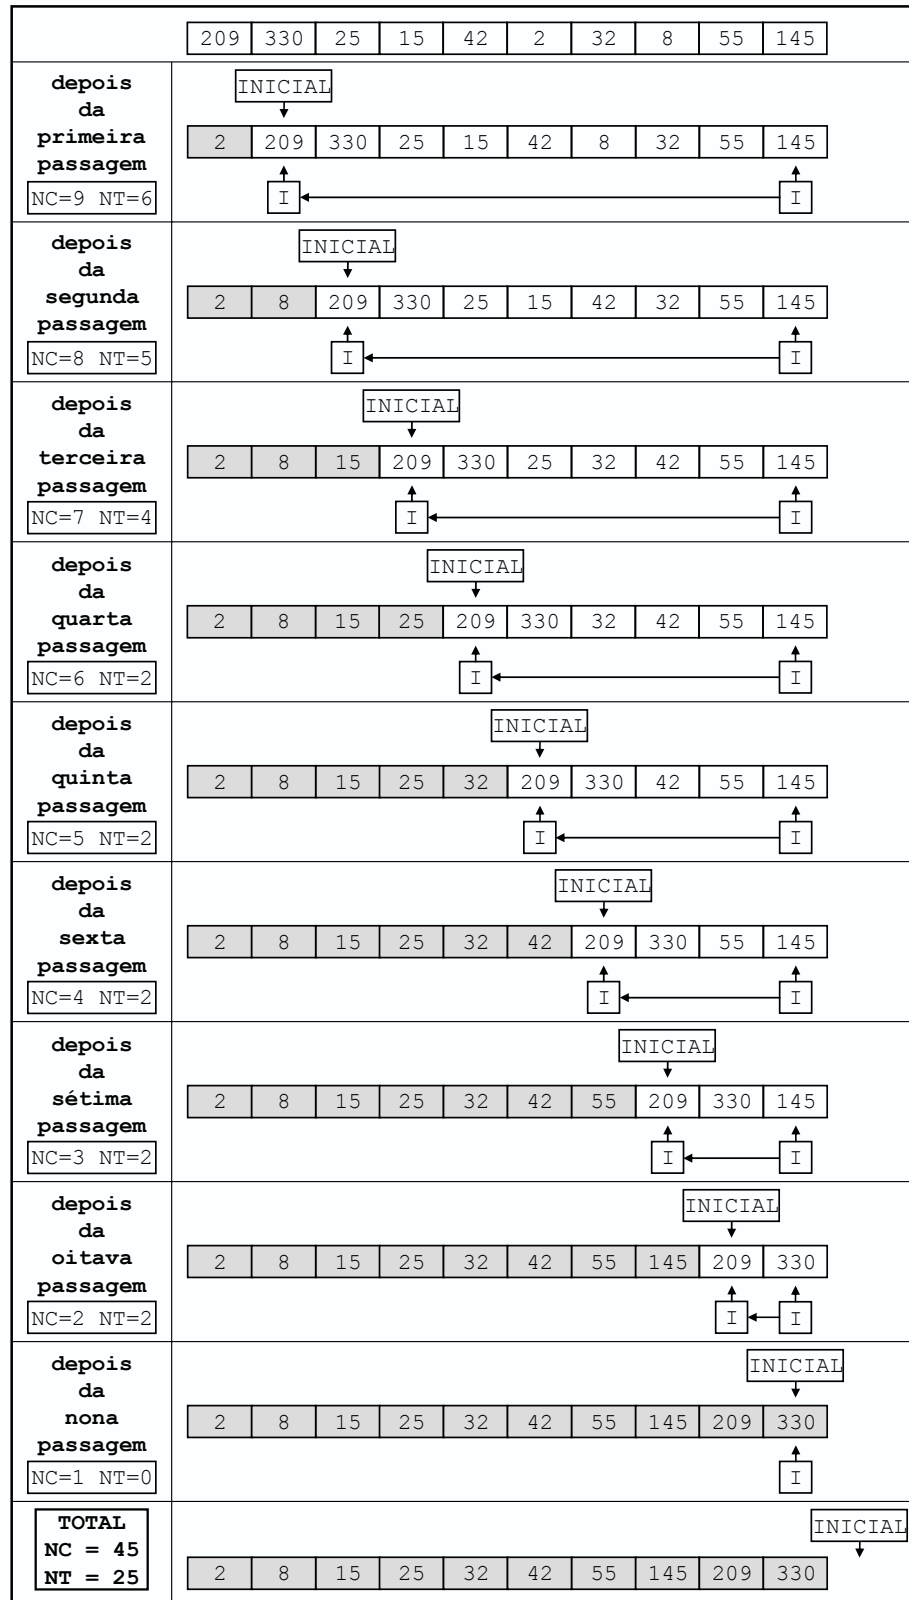 209 330 25 15 42 2 32 8 55 145
depois
da
primeira
passagem
NC=9 NT=6
INICIAL
2 209 330 25 15 42 8 32 55 145
I I
depois
da
segunda
passagem
NC=8 NT=5
INICIAL
2 8 209 330 25 15 42 32 55 145
I I
depois
da
terceira
passagem
NC=7 NT=4
INICIAL
2 8 15 209 330 25 32 42 55 145
I I
depois
da
quarta
passagem
NC=6 NT=2
INICIAL
2 8 15 25 209 330 32 42 55 145
I I
depois
da
quinta
passagem
NC=5 NT=2
INICIAL
2 8 15 25 32 209 330 42 55 145
I I
depois
da
sexta
passagem
NC=4 NT=2
INICIAL
2 8 15 25 32 42 209 330 55 145
I I
depois
da
sétima
passagem
NC=3 NT=2
INICIAL
2 8 15 25 32 42 55 209 330 145
I I
depois
da
oitava
passagem
NC=2 NT=2
INICIAL
2 8 15 25 32 42 55 145 209 330
I I
depois
da
nona
passagem
NC=1 NT=0
INICIAL
2 8 15 25 32 42 55 145 209 330
I
TOTAL
NC = 45
NT = 25
INICIAL
2 8 15 25 32 42 55 145 209 330